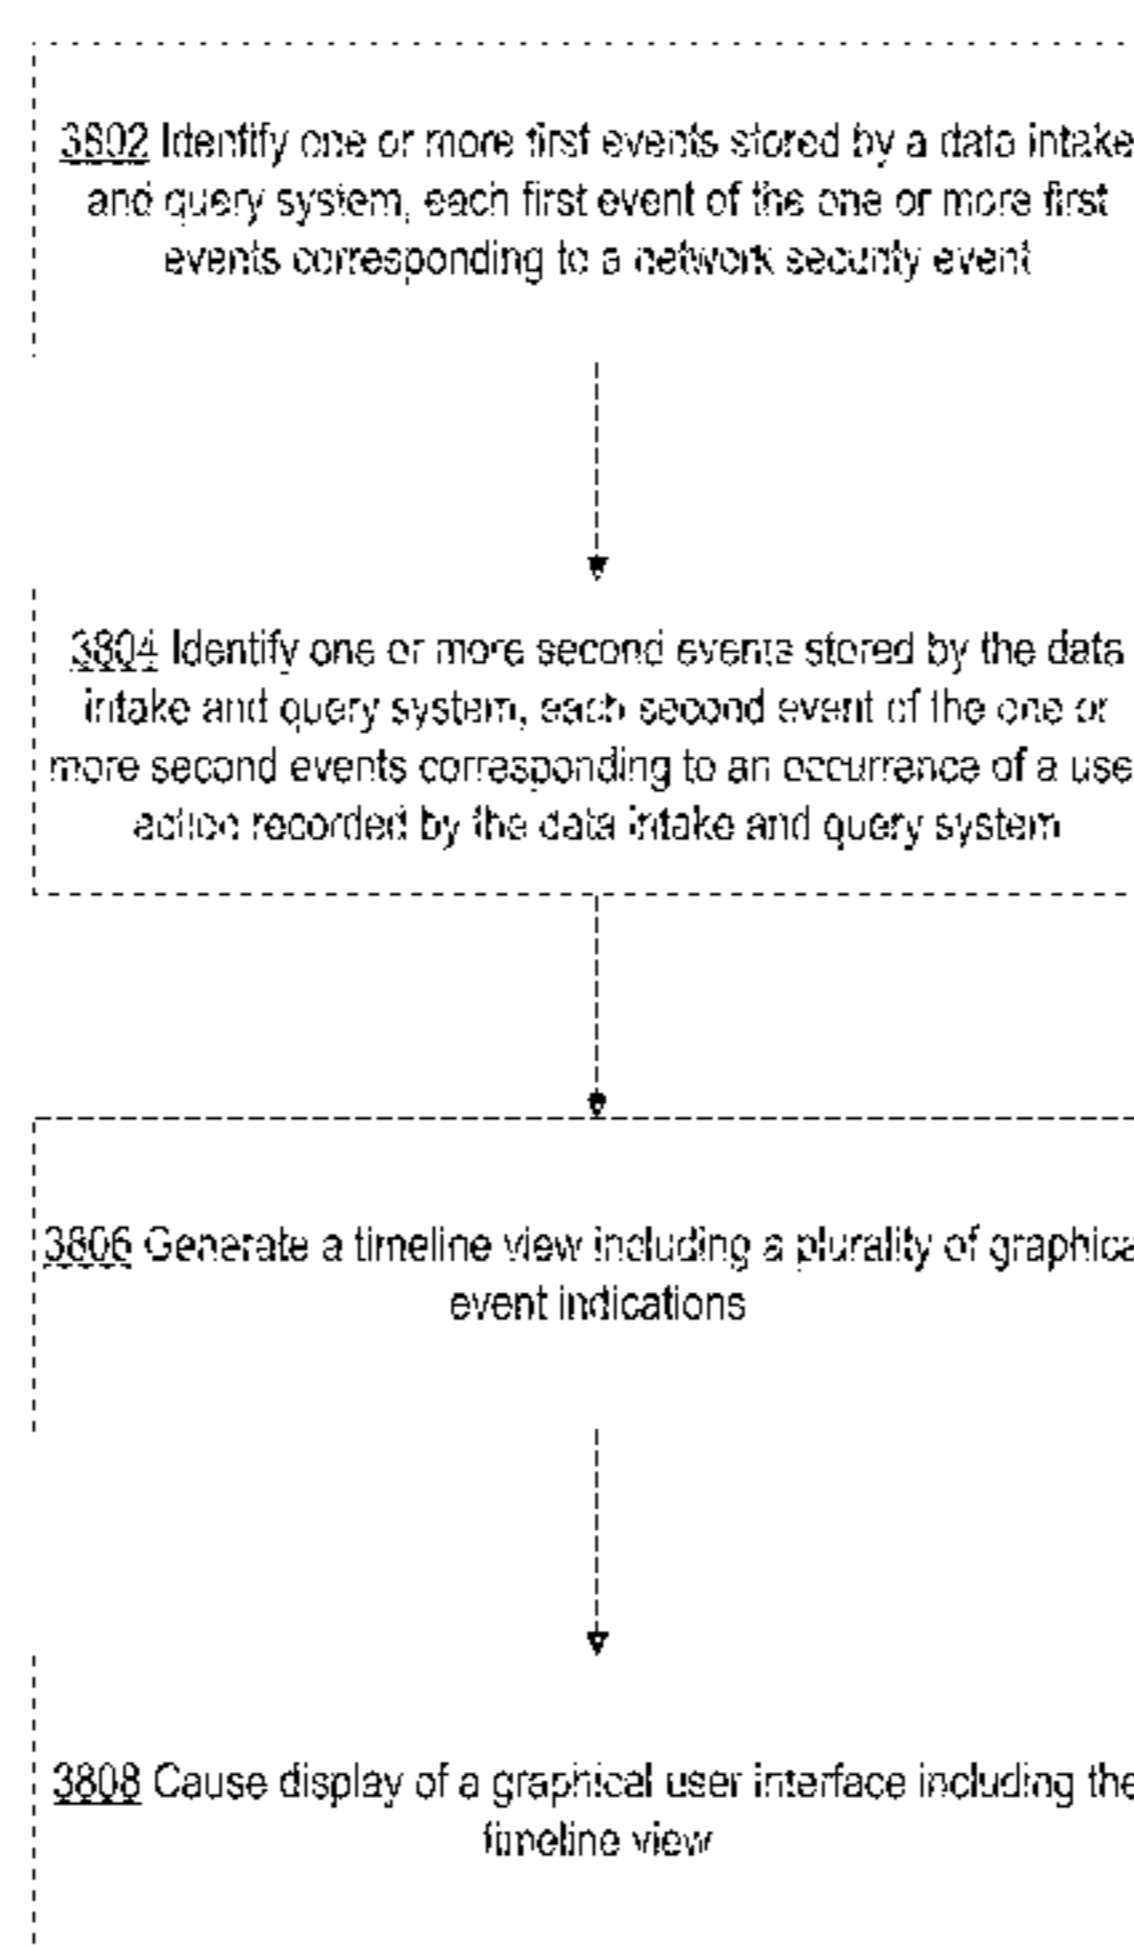 3802 Identify one or more first events stored by a data intake
and query system, each first event of the one or more first
events corresponding to a network security event
3804 Identify one or more second events stored by the data
intake and query system, each second event of the one or
more second events corresponding to an occurrence of a use
action recorded by the data intake and query system
3806 Generate a timeline view including a plurality of graphica
event indications
3808 Cause display of a graphical user interface including the
timeline view